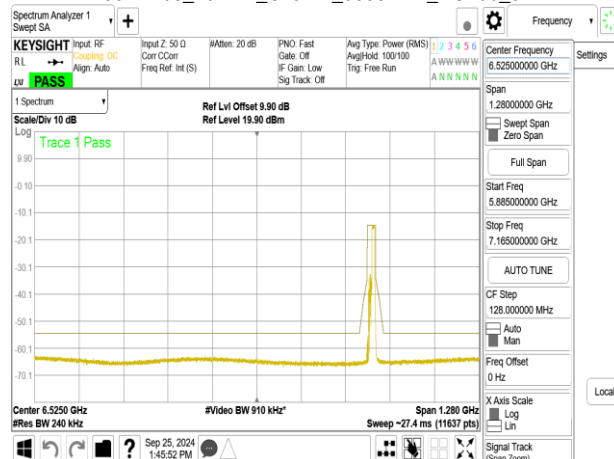 Spectrum Analyzer 1
Swept SA
+
Frequency
Settings
KEYSIGHT
RL
LXI
PASS
Input: RF
Coupling: DC
Align: Auto
Input Z: 50 Ω
Corr CCorr
Freq Ref: Int (S)
#Atten: 20 dB
PNO: Fast
Gate: Off
IF Gain: Low
Sig Track: Off
Avg Type: Power (RMS)
Avg|Hold: 100/100
Trig: Free Run
1 2 3 4 5 6
A W W W W W
A N N N N N
1 Spectrum
Scale/Div 10 dB
Ref Lvl Offset 9.90 dB
Ref Level 19.90 dBm
Log
Trace 1 Pass
9.90
-0.10
-10.1
-20.1
-30.1
-40.1
-50.1
-60.1
-70.1
Center 6.5250 GHz
#Res BW 240 kHz
#Video BW 910 kHz*
Span 1.280 GHz
Sweep ~27.4 ms (11637 pts)
?
Sep 25, 2024
1:45:52 PM
Center Frequency
6.525000000 GHz
Span
1.28000000 GHz
Swept Span
Zero Span
Full Span
Start Freq
5.885000000 GHz
Stop Freq
7.165000000 GHz
AUTO TUNE
CF Step
128.000000 MHz
Auto
Man
Freq Offset
0 Hz
X Axis Scale
Log
Lin
Signal Track
(Span Zoom)
Local